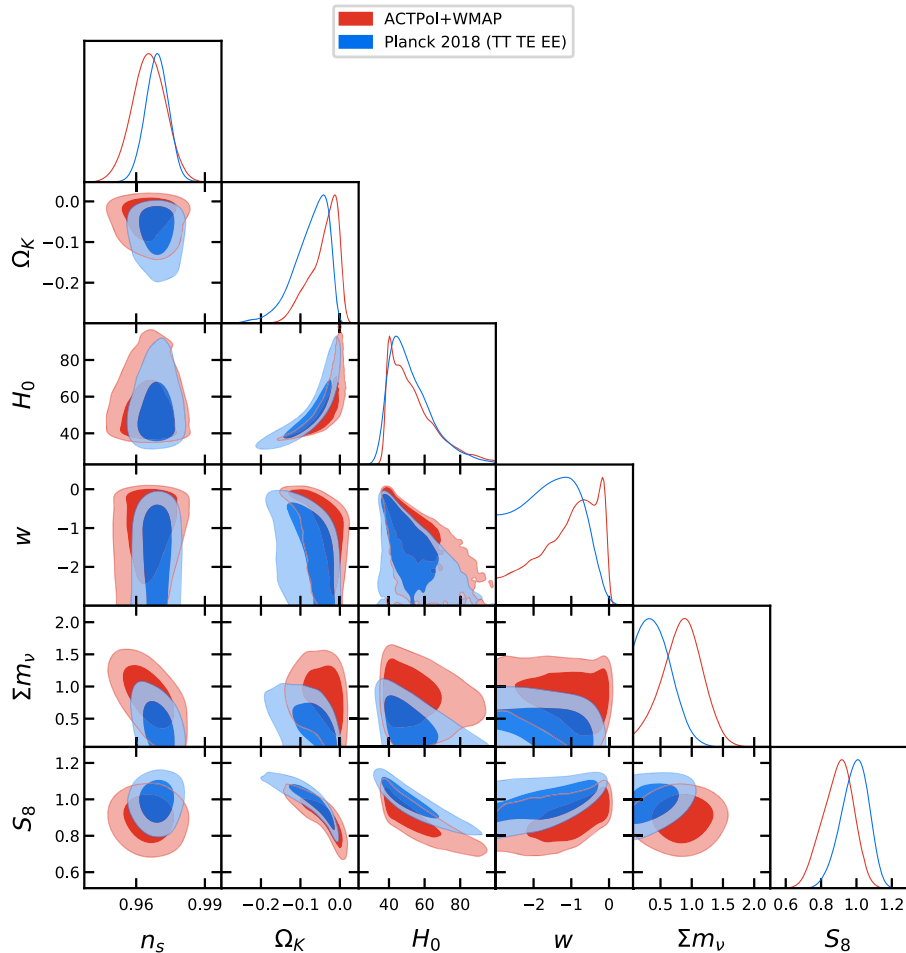 ACTPol+WMAP
Planck 2018 (TT TE EE)
0.0
−0.1
−0.2
Ω_K
80
60
40
H_0
0
−1
−2
w
2.0
1.5
1.0
0.5
Σm_ν
1.2
1.0
0.8
0.6
S_8
0.96 0.99 −0.2 −0.1 0.0 40 60 80 −2 −1 0 0.5 1.0 1.5 2.0 0.6 0.8 1.0 1.2
n_s Ω_K H_0 w Σm_ν S_8